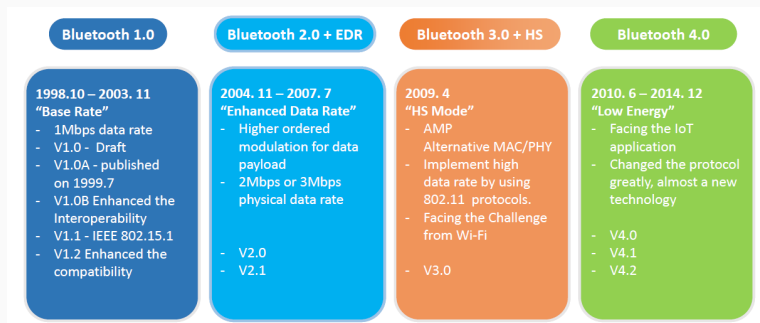 Bluetooth 1.0
Bluetooth 2.0 + EDR
Bluetooth 3.0 + HS
Bluetooth 4.0
1998.10 – 2003. 11
“Base Rate”
- 1Mbps data rate
- V1.0 - Draft
- V1.0A - published
on 1999.7
- V1.0B Enhanced the
Interoperability
- V1.1 - IEEE 802.15.1
- V1.2 Enhanced the
compatibility
2004. 11 – 2007. 7
“Enhanced Data Rate”
- Higher ordered
modulation for data
payload
- 2Mbps or 3Mbps
physical data rate
- V2.0
- V2.1
2009. 4
“HS Mode”
- AMP
Alternative MAC/PHY
- Implement high
data rate by using
802.11 protocols.
- Facing the Challenge
from Wi-Fi
- V3.0
2010. 6 – 2014. 12
“Low Energy”
- Facing the IoT
application
- Changed the protocol
greatly, almost a new
technology
- V4.0
- V4.1
- V4.2